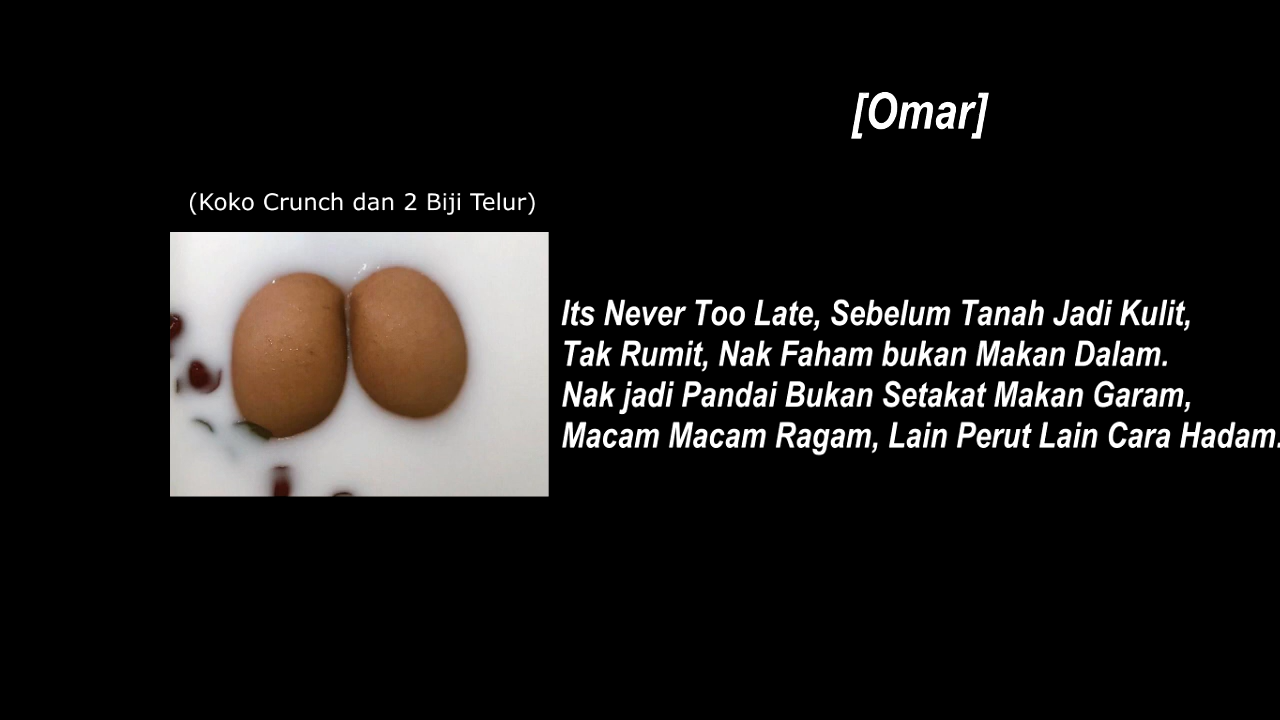 [Omar]
(Koko Crunch dan 2 Biji Telur)
Its Never Too Late, Sebelum Tanah Jadi Kulit,
Tak Rumit, Nak Faham bukan Makan Dalam.
Nak jadi Pandai Bukan Setakat Makan Garam,
Macam Macam Ragam, Lain Perut Lain Cara Hadam.